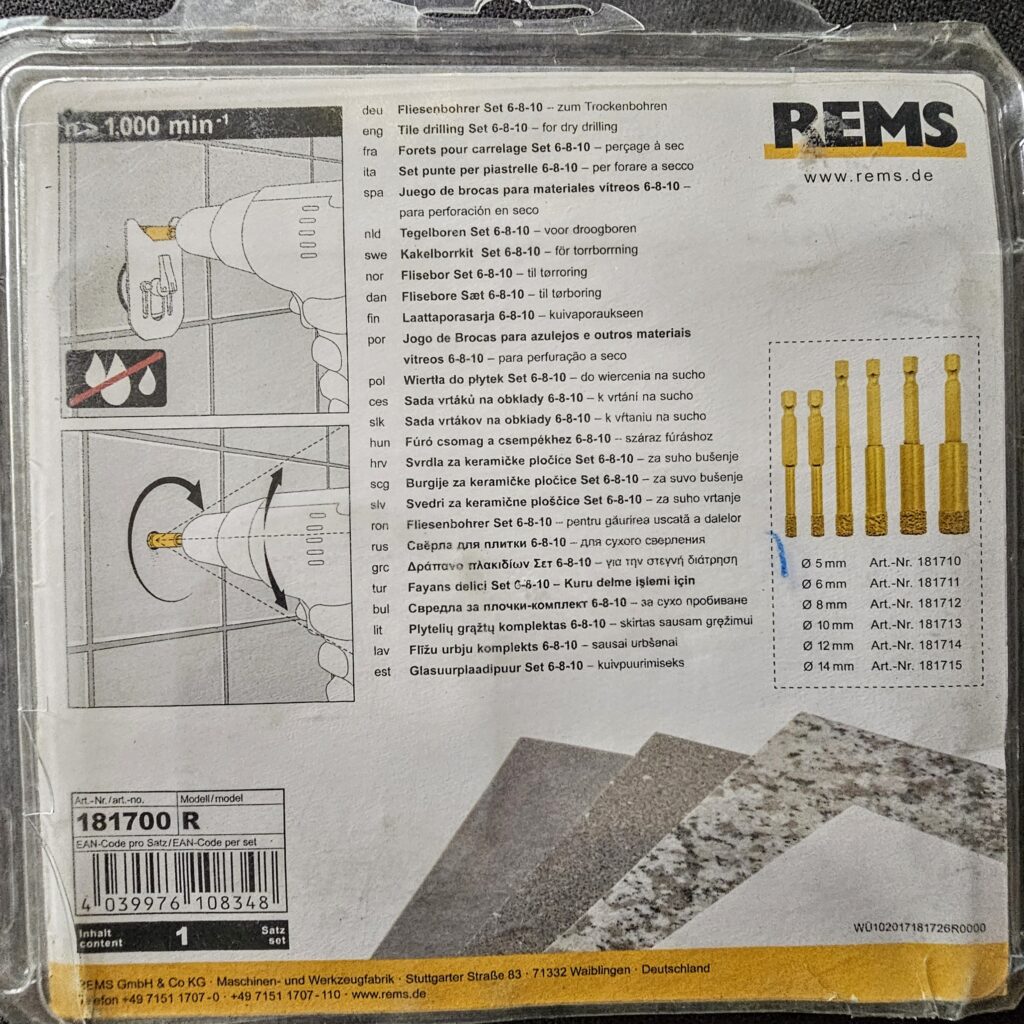 n > 1.000 min⁻¹
deu Fliesenbohrer Set 6-8-10 – zum Trockenbohren
eng Tile drilling Set 6-8-10 – for dry drilling
fra Forets pour carrelage Set 6-8-10 – perçage à sec
ita Set punte per piastrelle 6-8-10 – per forare a secco
spa Juego de brocas para materiales vítreos 6-8-10 –
para perforación en seco
nld Tegelboren Set 6-8-10 – voor droogboren
swe Kakelborrkit Set 6-8-10 – för torrborrning
nor Flisebor Set 6-8-10 – til tørroring
dan Flisebore Sæt 6-8-10 – til tørboring
fin Laattaporasarja 6-8-10 – kuivaporaukseen
por Jogo de Brocas para azulejos e outros materiais
vitreos 6-8-10 – para perfuração a seco
pol Wiertła do płytek Set 6-8-10 – do wiercenia na sucho
ces Sada vrtáků na obklady 6-8-10 – k vrtání na sucho
slk Sada vrtákov na obklady 6-8-10 – k vŕtaniu na sucho
hun Fúró csomag a csempékhez 6-8-10 – száraz fúráshoz
hrv Svrdla za keramičke pločice Set 6-8-10 – za suho bušenje
scg Burgije za keramičke pločice Set 6-8-10 – za suvo bušenje
slv Svedri za keramične ploščice Set 6-8-10 – za suho vrtanje
ron Fliesenbohrer Set 6-8-10 – pentru găurirea uscată a dalelor
rus Свёрла для плитки 6-8-10 – для сухого сверления
grc Δράπανο πλακιδίων Σετ 6-8-10 – για την στεγνή διάτρηση
tur Fayans delici Set 6-8-10 – Kuru delme işlemi için
bul Свредла за плочки-комплект 6-8-10 – за сухо пробиване
lit Plytelių grąžtų komplektas 6-8-10 – skirtas sausam gręžimui
lav Flīžu urbju komplekts 6-8-10 – sausai urbšanai
est Glasuurplaadipuur Set 6-8-10 – kuivpuurimiseks
REMS
www.rems.de
Ø 5 mm Art.-Nr. 181710
Ø 6 mm Art.-Nr. 181711
Ø 8 mm Art.-Nr. 181712
Ø 10 mm Art.-Nr. 181713
Ø 12 mm Art.-Nr. 181714
Ø 14 mm Art.-Nr. 181715
Art.-Nr./art.-no. Modell/model
181700 R
EAN-Code pro Satz/EAN-Code per set
4 039976 108348
Inhalt 1 Satz
content set
WÜ102017181726R0000
REMS GmbH & Co KG · Maschinen- und Werkzeugfabrik · Stuttgarter Straße 83 · 71332 Waiblingen · Deutschland
Telefon +49 7151 1707-0 · +49 7151 1707-110 · www.rems.de